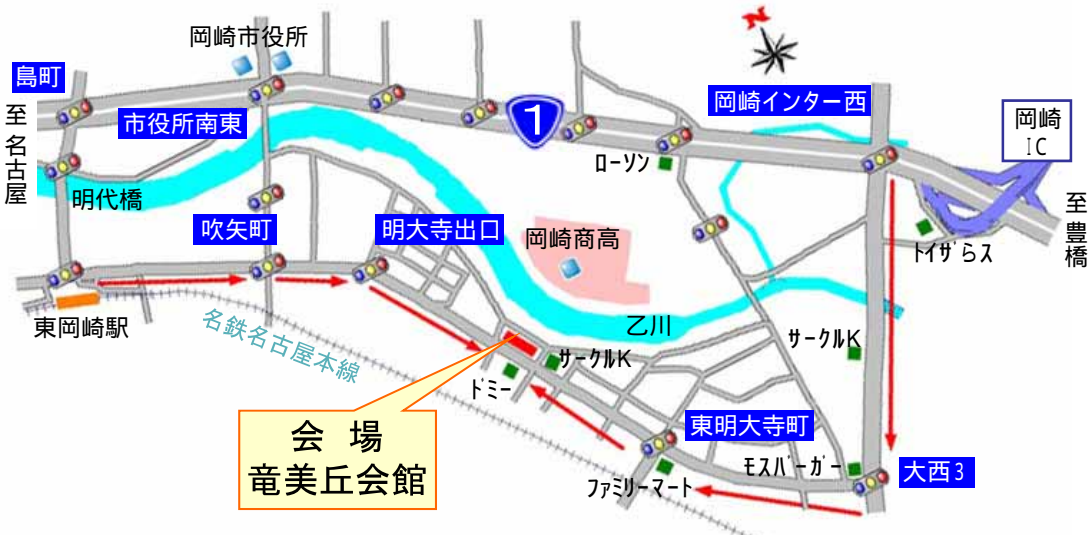 岡崎市役所
島町
岡崎インター西
市役所南東
1
岡崎
IC
至名古屋
ローソン
明代橋
至豊橋
吹矢町
明大寺出口
岡崎商高
トイザらス
東岡崎駅
乙川
名鉄名古屋本線
サークルK
サークルK
ドミー
会 場
竜美丘会館
東明大寺町
モスバーガー
大西3
ファミリーマート